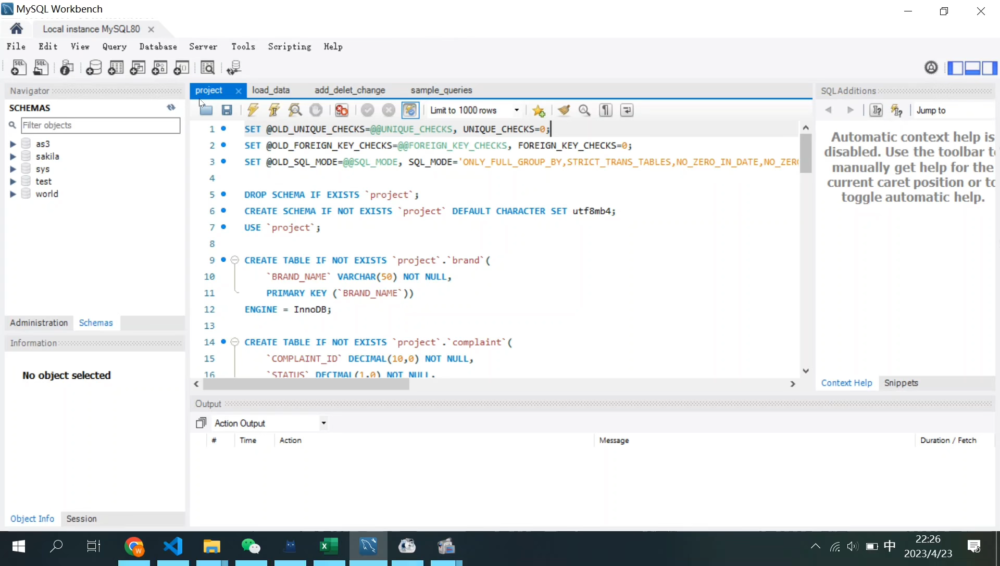 MySQL Workbench
Local instance MySQL80
File Edit View Query Database Server Tools Scripting Help
Navigator
SCHEMAS
Filter objects
as3
sakila
sys
test
world
Administration Schemas
Information
No object selected
Object Info Session
project load_data add_delet_change sample_queries
Limit to 1000 rows
1 SET @OLD_UNIQUE_CHECKS=@@UNIQUE_CHECKS, UNIQUE_CHECKS=0;
2 SET @OLD_FOREIGN_KEY_CHECKS=@@FOREIGN_KEY_CHECKS, FOREIGN_KEY_CHECKS=0;
3 SET @OLD_SQL_MODE=@@SQL_MODE, SQL_MODE='ONLY_FULL_GROUP_BY,STRICT_TRANS_TABLES,NO_ZERO_IN_DATE,NO_ZER
4
5 DROP SCHEMA IF EXISTS `project`;
6 CREATE SCHEMA IF NOT EXISTS `project` DEFAULT CHARACTER SET utf8mb4;
7 USE `project`;
8
9 CREATE TABLE IF NOT EXISTS `project`.`brand`(
10 `BRAND_NAME` VARCHAR(50) NOT NULL,
11 PRIMARY KEY (`BRAND_NAME`))
12 ENGINE = InnoDB;
13
14 CREATE TABLE IF NOT EXISTS `project`.`complaint`(
15 `COMPLAINT_ID` DECIMAL(10,0) NOT NULL,
16 `STATUS` DECIMAL(1,0) NOT NULL,
SQLAdditions
Jump to
Automatic context help is
disabled. Use the toolbar to
manually get help for the
current caret position or to
toggle automatic help.
Context Help Snippets
Output
Action Output
# Time Action Message Duration / Fetch
中
22:26
2023/4/23